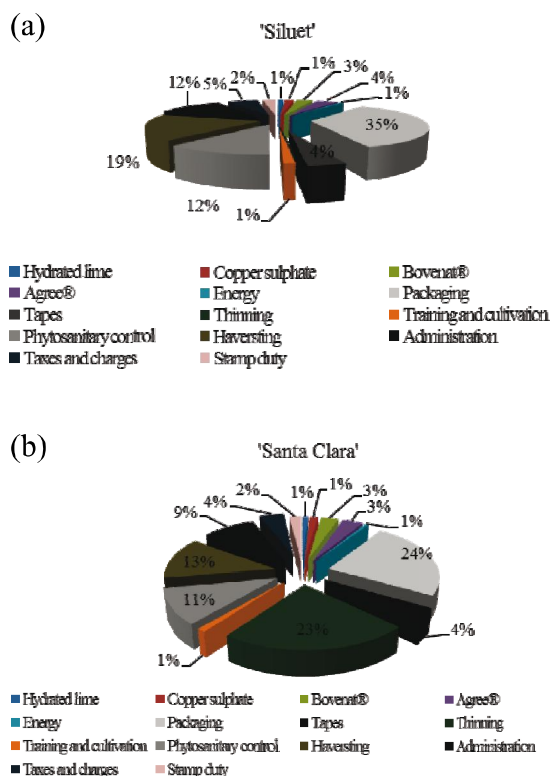 (a)
'Siluet'
12% 5% 2% 1% 1% 3% 4% 1%
35%
4%
19%
12%
1%
Hydrated lime Copper sulphate Bovenat®
Agree® Energy Packaging
Tapes Thinning Training and cultivation
Phytosanitary control Haversting Administration
Taxes and charges Stamp duty
(b)
'Santa Clara'
9% 4% 2% 1% 1% 3% 3% 1%
24%
13%
11%
23%
4%
1%
Hydrated lime Copper sulphate Bovenat® Agree®
Energy Packaging Tapes Thinning
Training and cultivation Phytosanitary control Haversting Administration
Taxes and charges Stamp duty